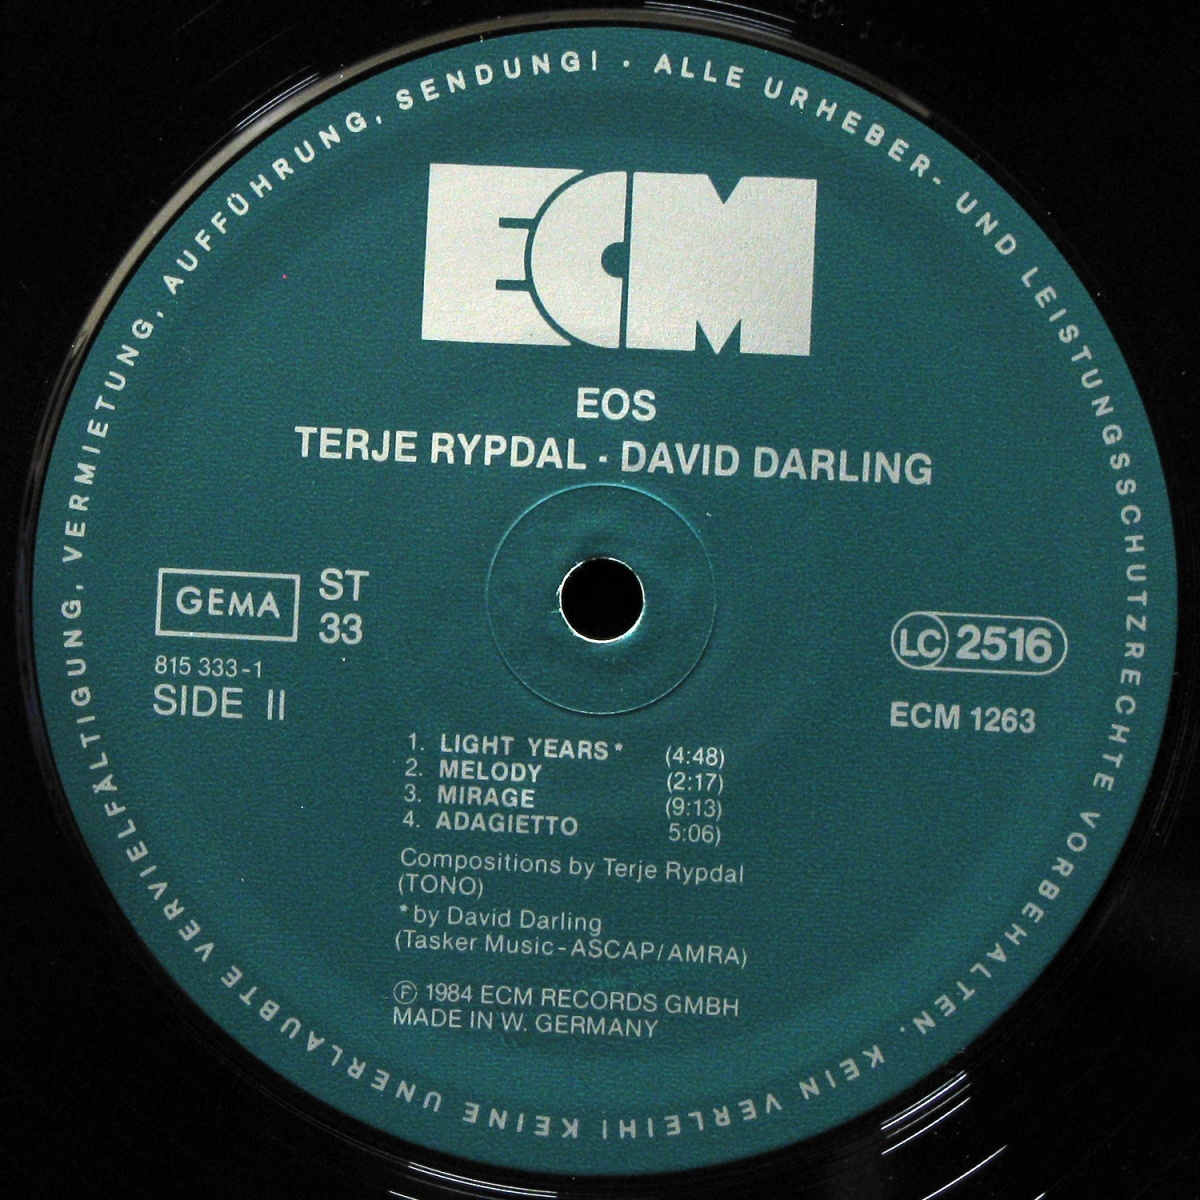 ALLE URHEBER- UND LEISTUNGSSCHUTZRECHTE VORBEHALTEN. KEIN VERLEIH! KEINE UNERLAUBTE VERVIELFÄLTIGUNG, VERMIETUNG, AUFFÜHRUNG, SENDUNG! ·
ECM
EOS
TERJE RYPDAL · DAVID DARLING
GEMA
ST
33
815 333-1
SIDE II
LC 2516
ECM 1263
1. LIGHT YEARS* (4:48)
2. MELODY (2:17)
3. MIRAGE (9:13)
4. ADAGIETTO 5:06)
Compositions by Terje Rypdal
(TONO)
*by David Darling
(Tasker Music-ASCAP/AMRA)
Ⓟ 1984 ECM RECORDS GMBH
MADE IN W. GERMANY